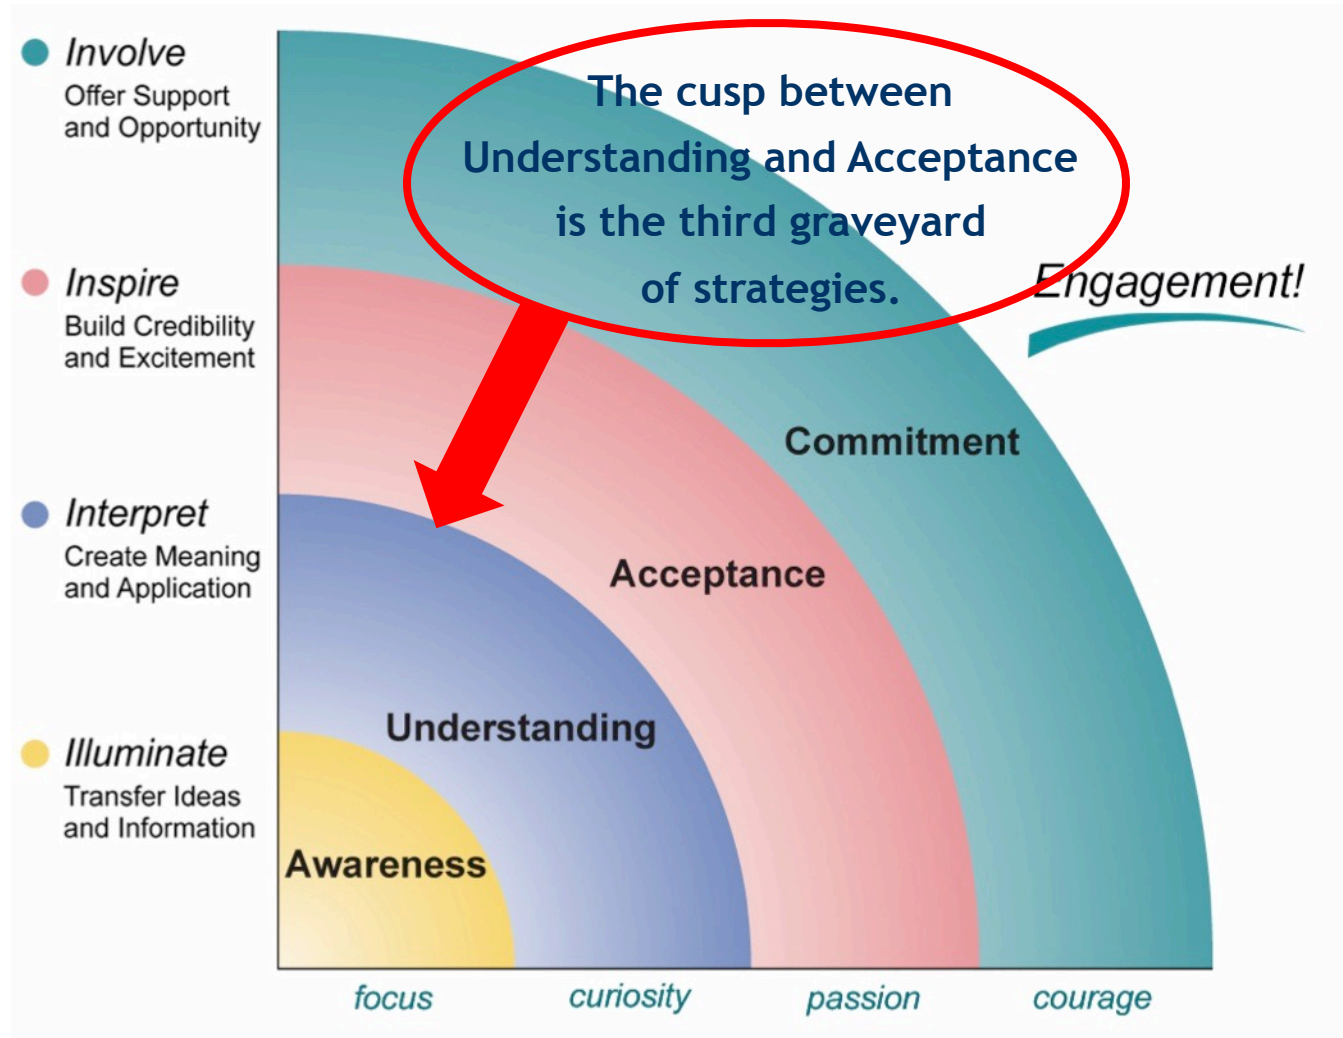 Involve
Offer Support
and Opportunity
Inspire
Build Credibility
and Excitement
Interpret
Create Meaning
and Application
Illuminate
Transfer Ideas
and Information
The cusp between
Understanding and Acceptance
is the third graveyard
of strategies.
Engagement!
Commitment
Acceptance
Understanding
Awareness
focus
curiosity
passion
courage